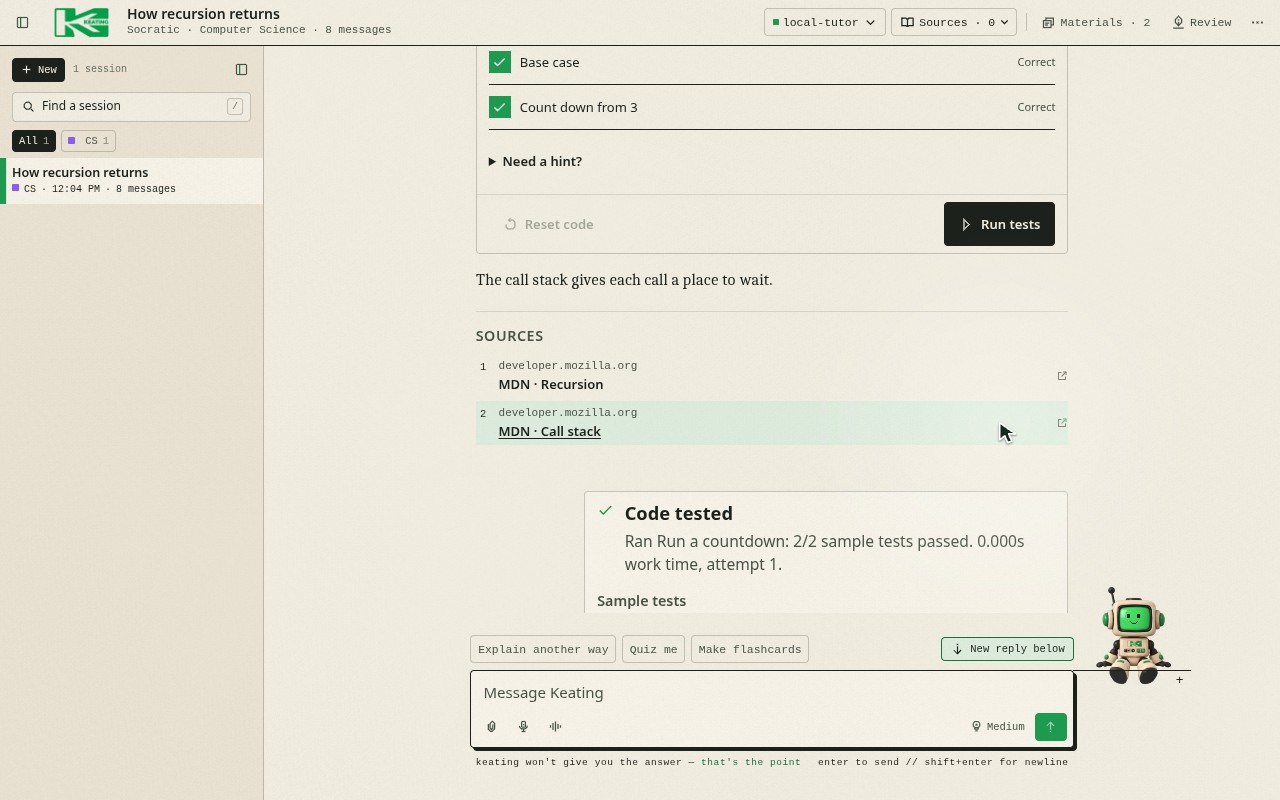 KEATING
How recursion returns
Socratic · Computer Science · 8 messages
local-tutor
Sources · 0
Materials · 2
Review
New
1 session
Find a session
/
All 1
CS 1
How recursion returns
CS · 12:04 PM · 8 messages
Base case
Correct
Count down from 3
Correct
Need a hint?
Reset code
Run tests
The call stack gives each call a place to wait.
SOURCES
1 developer.mozilla.org
MDN · Recursion
2 developer.mozilla.org
MDN · Call stack
Code tested
Ran Run a countdown: 2/2 sample tests passed. 0.000s
work time, attempt 1.
Sample tests
Explain another way
Quiz me
Make flashcards
New reply below
Message Keating
Medium
keating won't give you the answer — that's the point
enter to send // shift+enter for newline